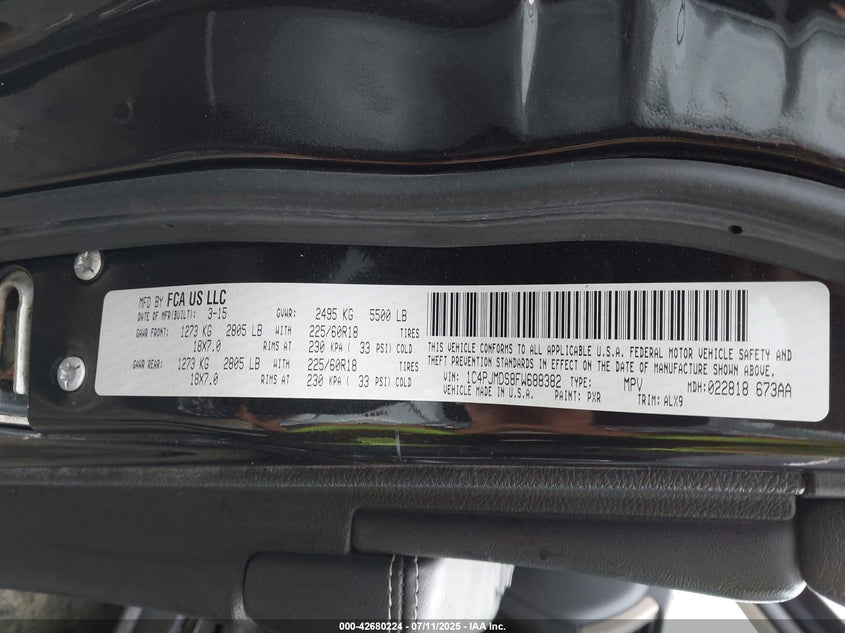 MFD BY FCA US LLC
DATE OF MFR(BUILT): 3-15 GVWR: 2495 KG 5500 LB
GAWR FRONT: 1273 KG 2805 LB WITH 225/60R18 TIRES
18X7.0 RIMS AT 230 KPA ( 33 PSI) COLD
GAWR REAR: 1273 KG 2805 LB WITH 225/60R18 TIRES
18X7.0 RIMS AT 230 KPA ( 33 PSI) COLD
THIS VEHICLE CONFORMS TO ALL APPLICABLE U.S.A. FEDERAL MOTOR VEHICLE SAFETY AND
THEFT PREVENTION STANDARDS IN EFFECT ON THE DATE OF MANUFACTURE SHOWN ABOVE.
VIN: 1C4PJMDS8FW688382 TYPE: MPV MDH: 022818 673AA
VEHICLE MADE IN U.S.A. PAINT: PXR TRIM: ALX9
000-42680224 - 07/11/2025 - IAA Inc.